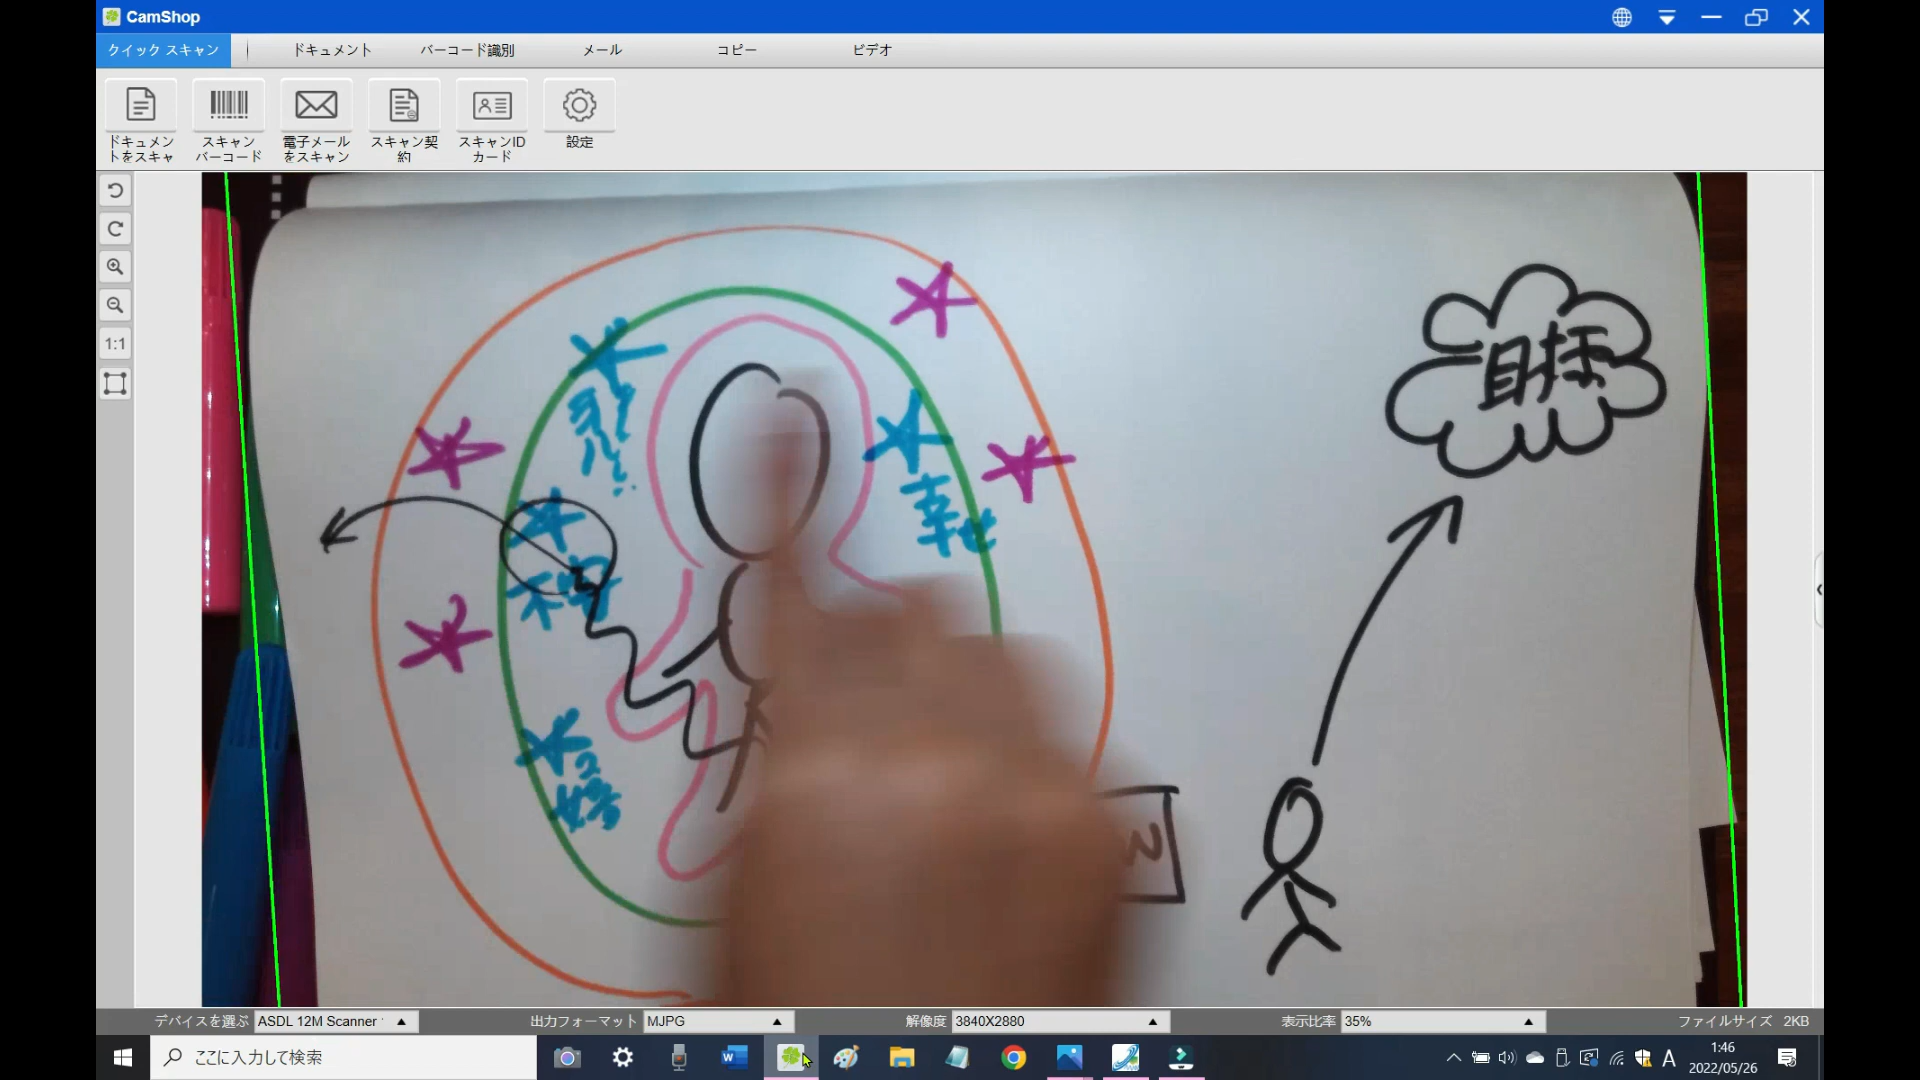 CamShop
クイック スキャン
ドキュメント
バーコード識別
メール
コピー
ビデオ
ドキュメン
トをスキャ
スキャン
バーコード
電子メール
をスキャン
スキャン契
約
スキャンID
カード
設定
1:1
目標
幸せ
不安
デバイスを選ぶ
ASDL 12M Scanner
出力フォーマット
MJPG
解像度
3840X2880
表示比率
35%
ファイルサイズ
2KB
ここに入力して検索
A
1:46
2022/05/26